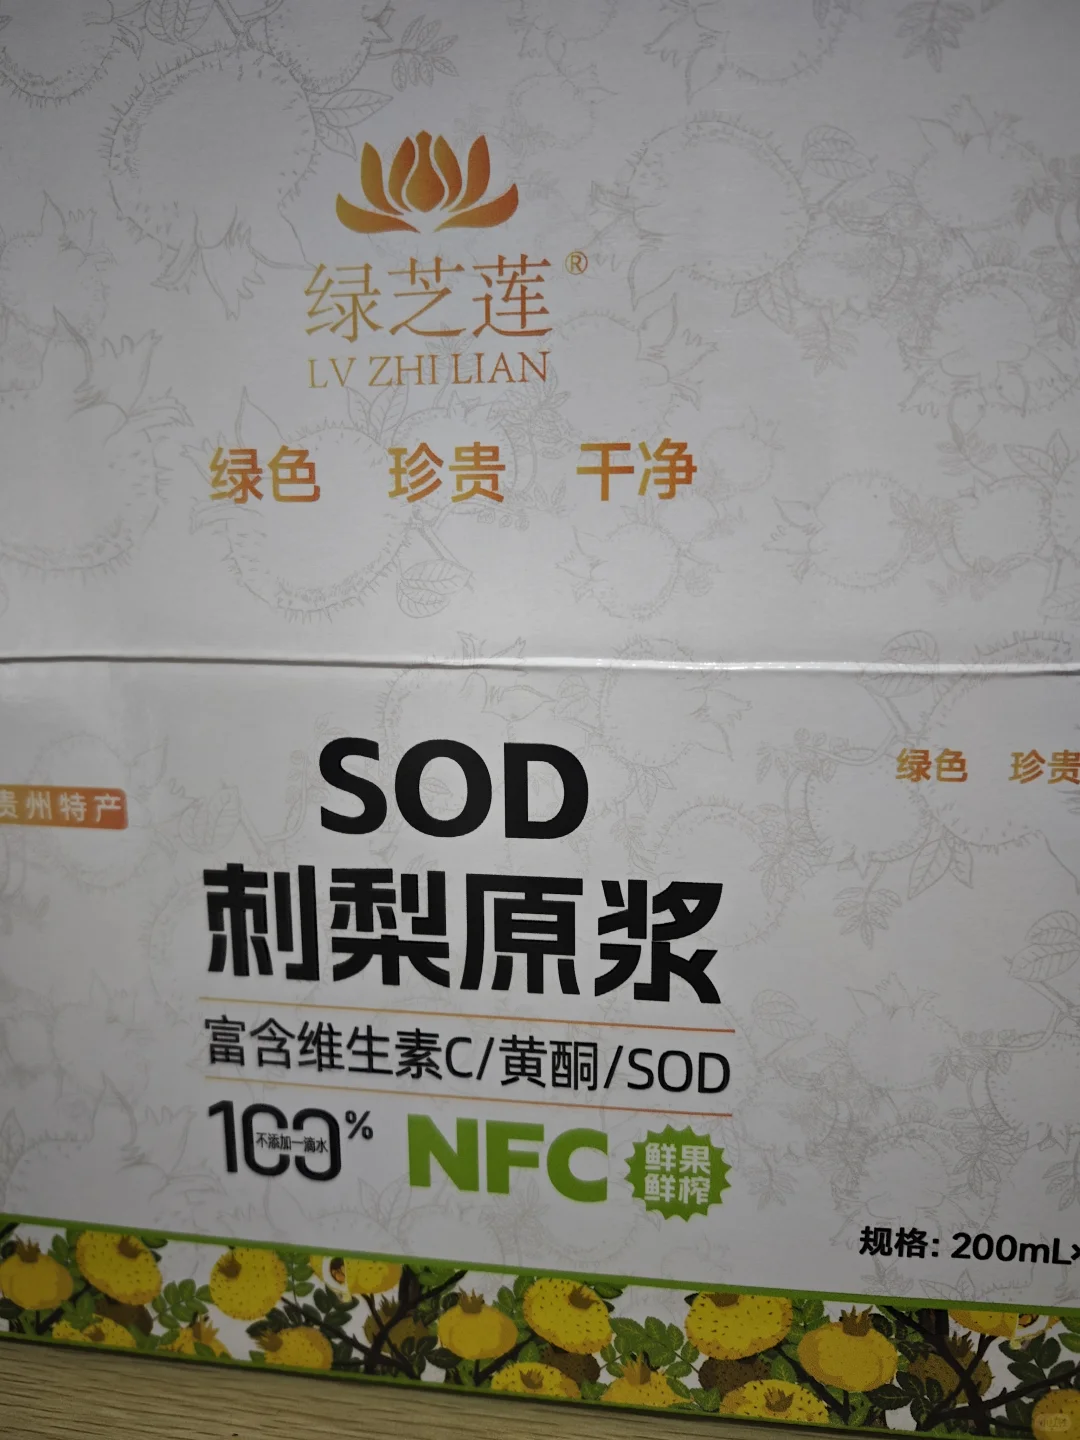 绿芝莲®
LV ZHI LIAN
绿色 珍贵 干净
SOD
绿色 珍贵
贵州特产
刺梨原浆
富含维生素C/黄酮/SOD
100%
不添加一滴水
NFC
鲜果
鲜榨
规格: 200mL×